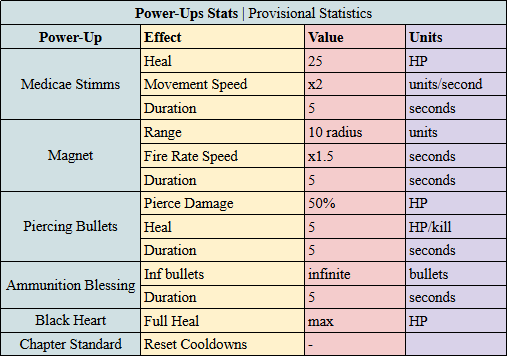 Power-Ups Stats | Provisional Statistics
Power-Up Effect Value Units
Medicae Stimms Heal 25 HP
Movement Speed x2 units/second
Duration 5 seconds
Magnet Range 10 radius units
Fire Rate Speed x1.5 seconds
Duration 5 seconds
Piercing Bullets Pierce Damage 50% HP
Heal 5 HP/kill
Duration 5 seconds
Ammunition Blessing Inf bullets infinite bullets
Duration 5 seconds
Black Heart Full Heal max HP
Chapter Standard Reset Cooldowns -